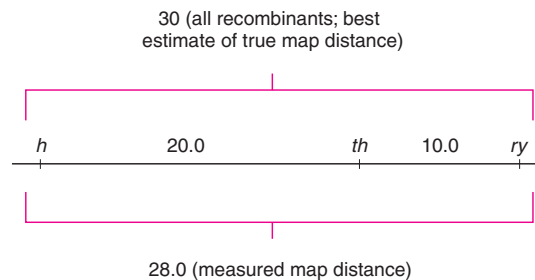 30 (all recombinants; best
estimate of true map distance)
h 20.0 th 10.0 ry
28.0 (measured map distance)